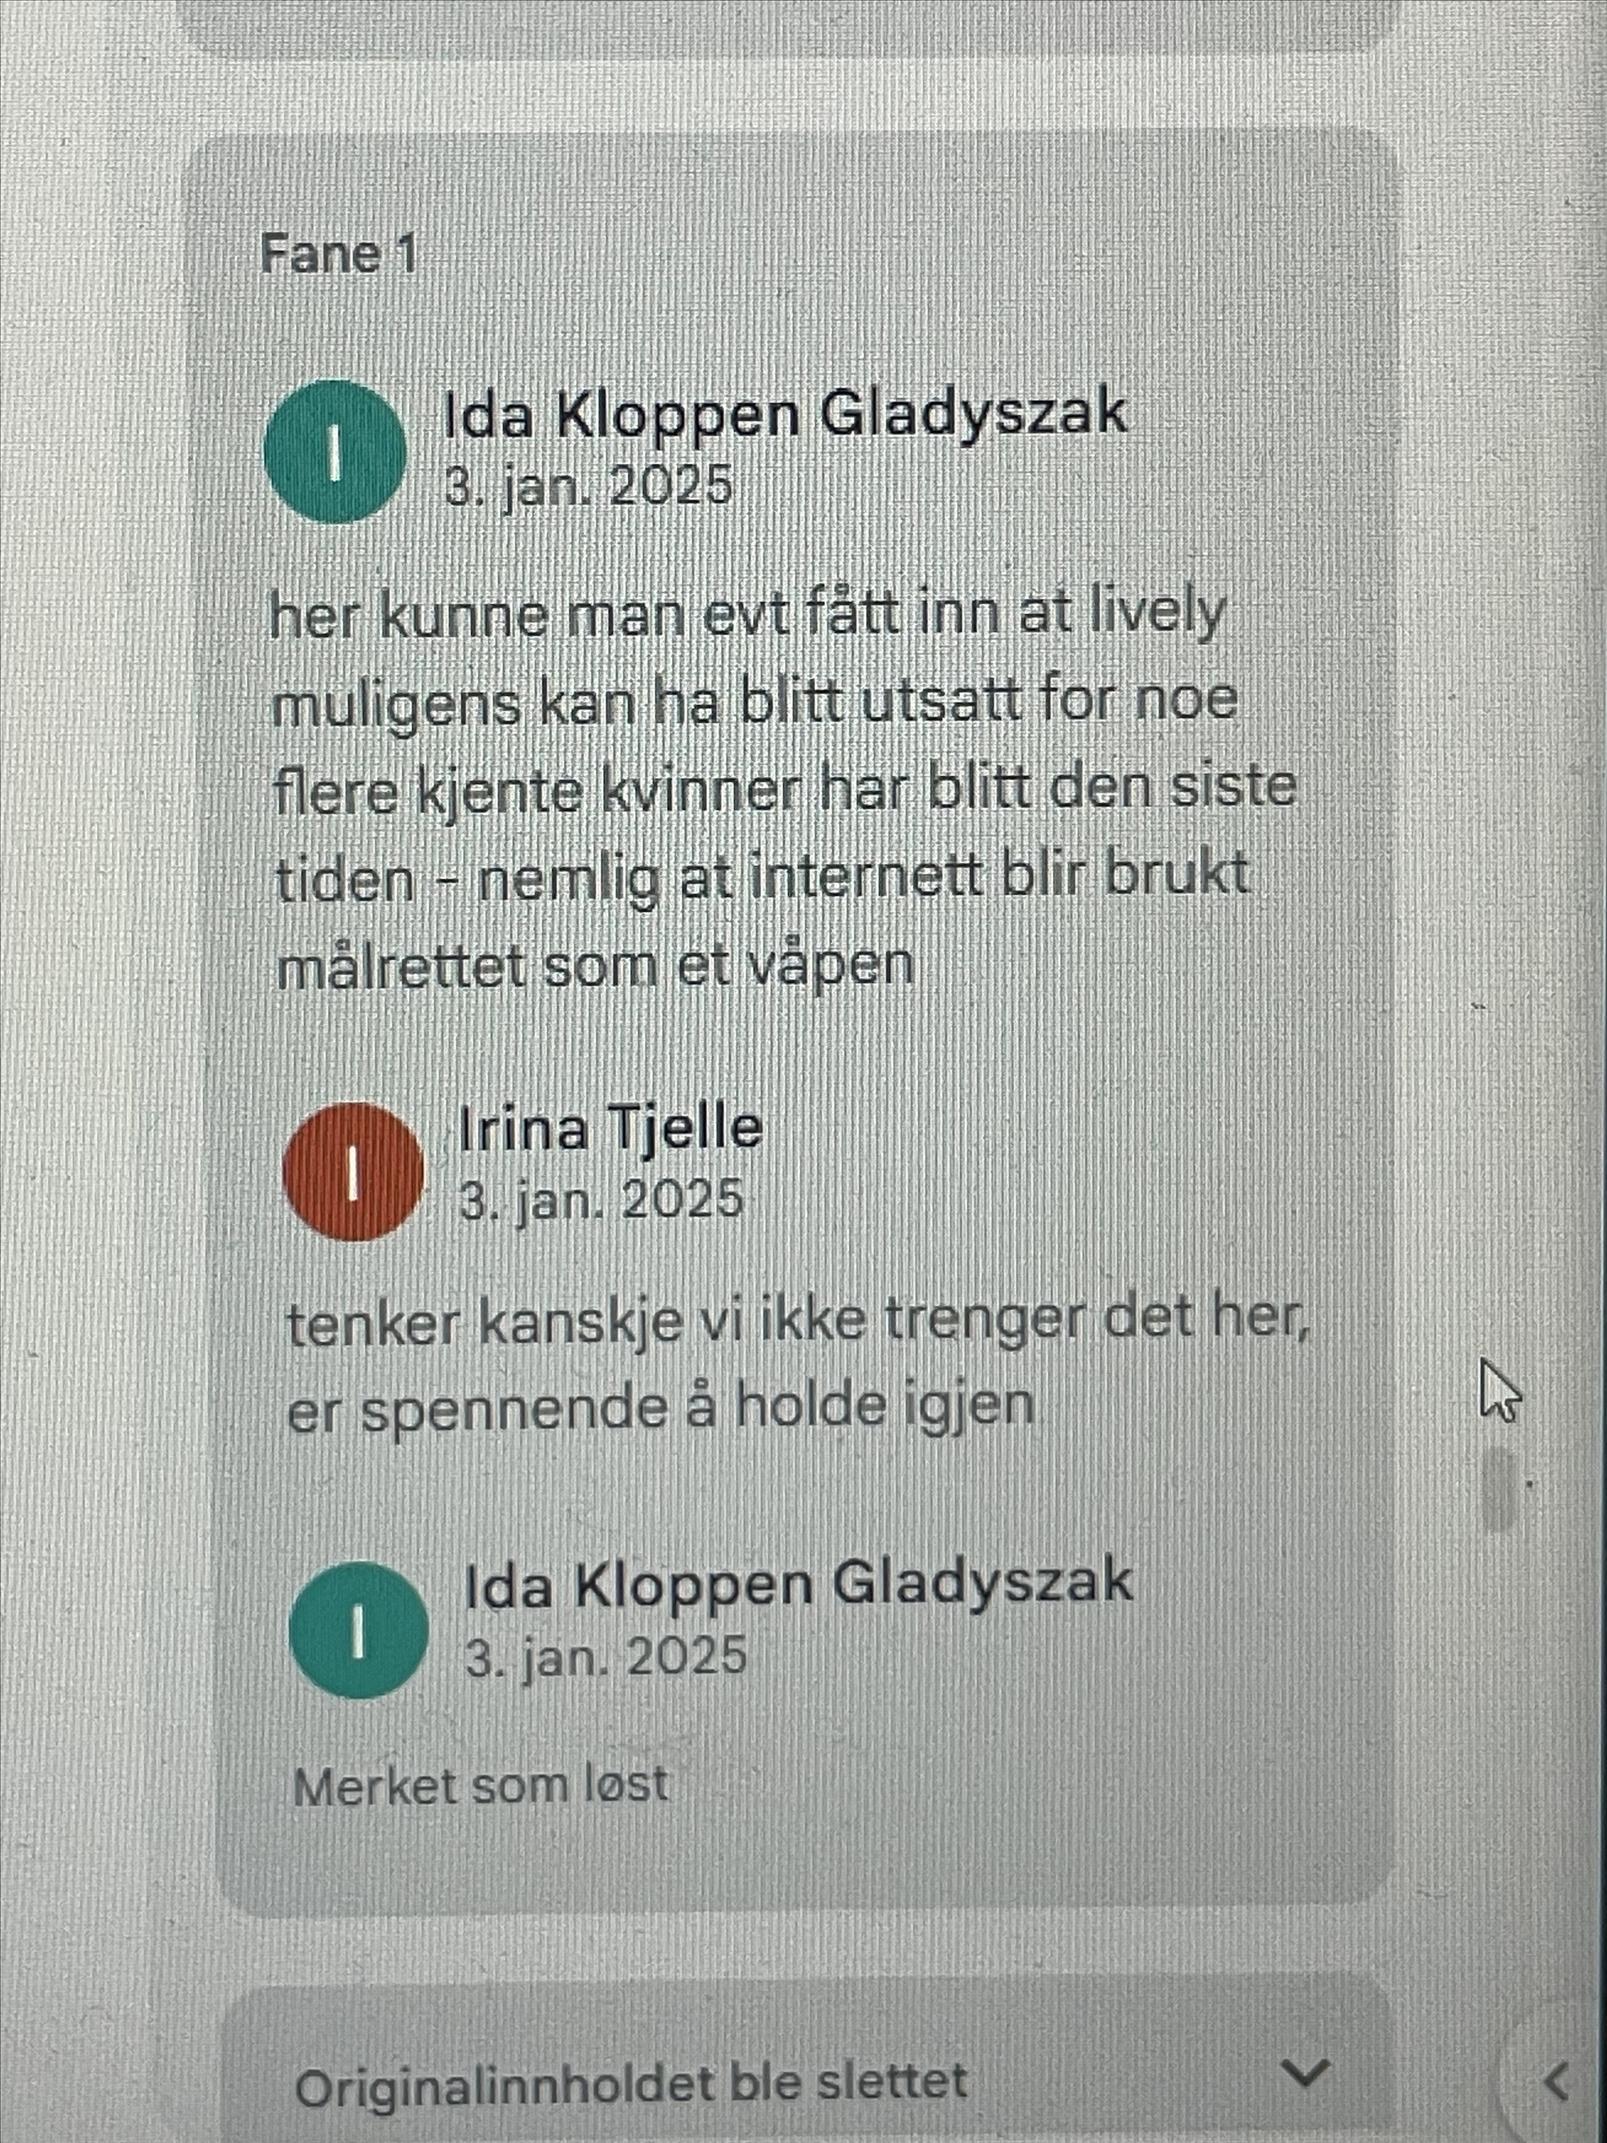 Fane 1
I
Ida Kloppen Gladyszak
3. jan. 2025
her kunne man evt fått inn at lively
muligens kan ha blitt utsatt for noe
flere kjente kvinner har blitt den siste
tiden - nemlig at internett blir brukt
målrettet som et våpen
I
Irina Tjelle
3. jan. 2025
tenker kanskje vi ikke trenger det her,
er spennende å holde igjen
I
Ida Kloppen Gladyszak
3. jan. 2025
Merket som løst
Originalinnholdet ble slettet